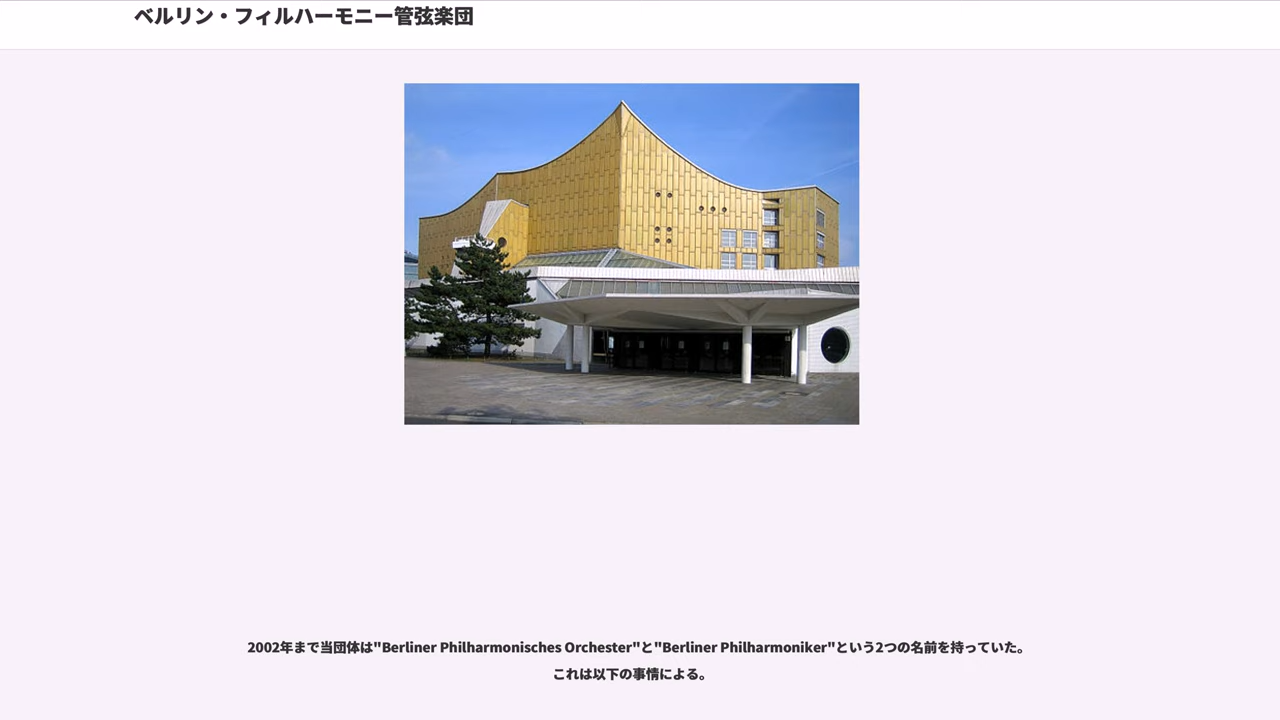 ベルリン・フィルハーモニー管弦楽団
2002年まで当団体は"Berliner Philharmonisches Orchester"と"Berliner Philharmoniker"という2つの名前を持っていた。
これは以下の事情による。